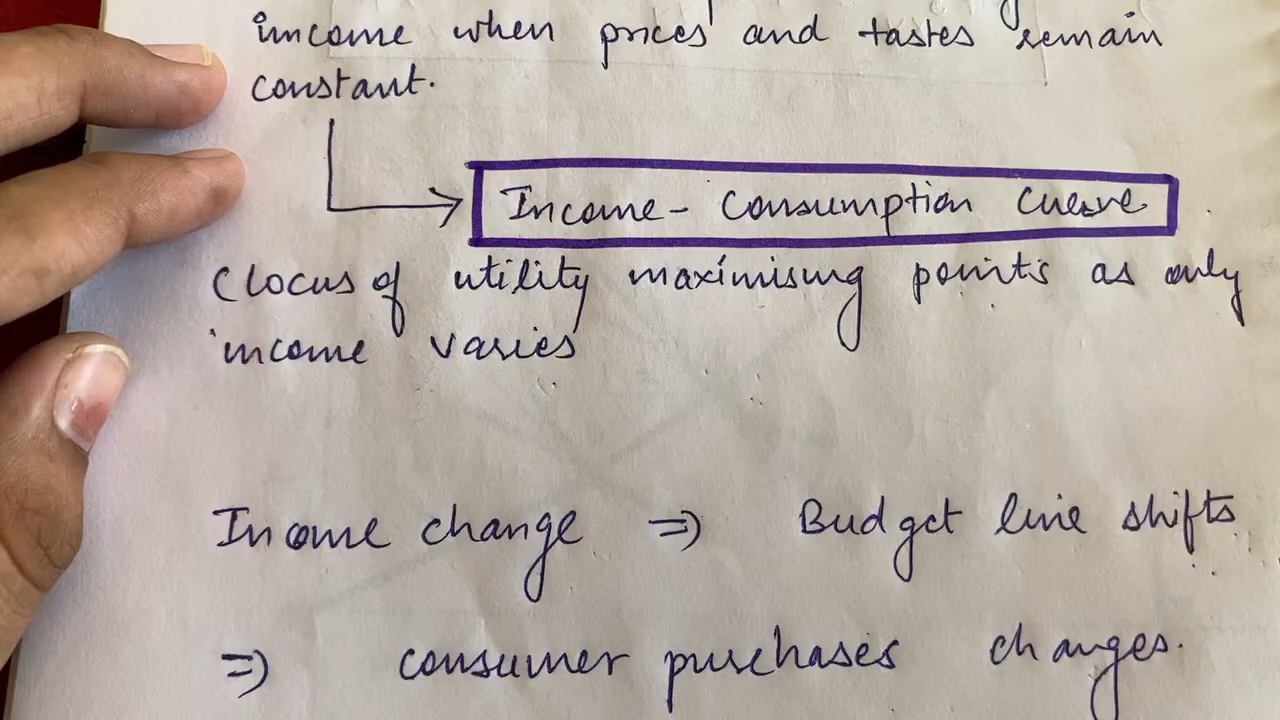 income when prices and tastes remain
constant.
Income - Consumption Curve
(locus of utility maximising points as only
income varies
Income change => Budget line shifts
=> consumer purchases changes.